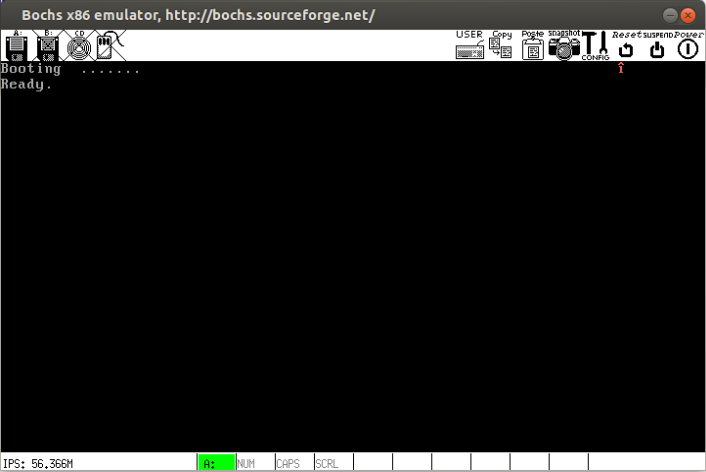 Bochs x86 emulator, http://bochs.sourceforge.net/
A: B: CD USER Copy Paste snapshot CONFIG Reset SUSPEND Power
Booting .......
Ready.
IPS: 56.366M A: NUM CAPS SCRL